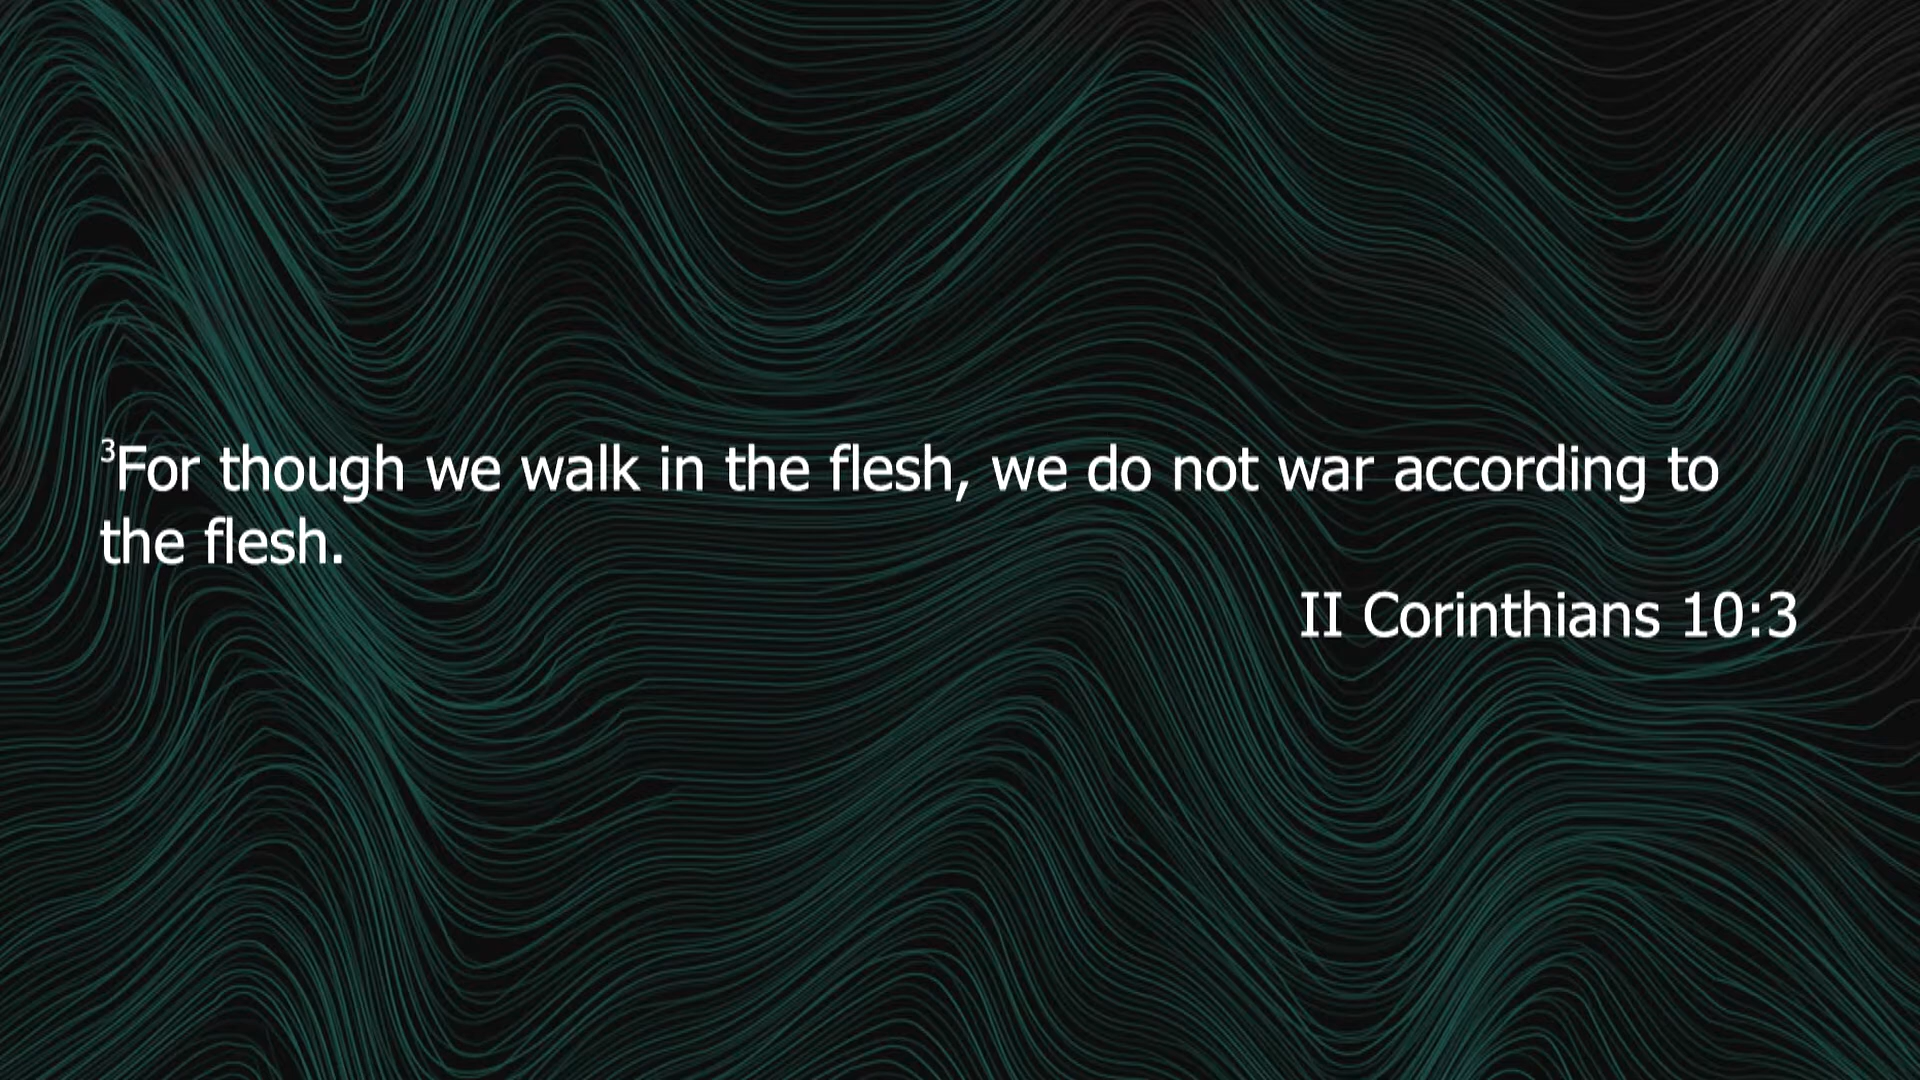 3For though we walk in the flesh, we do not war according to
the flesh.
II Corinthians 10:3